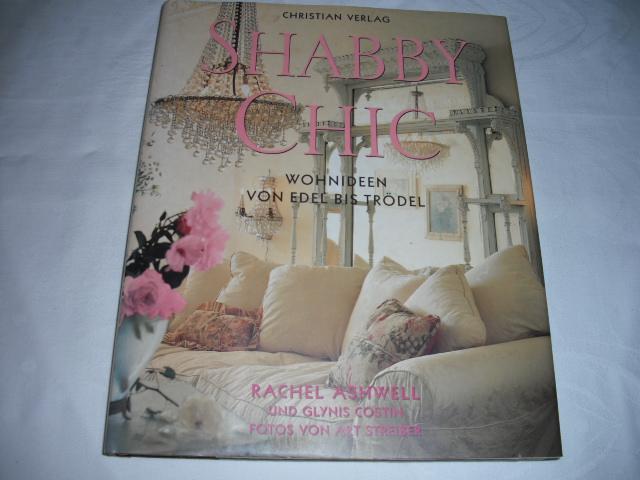 CHRISTIAN VERLAG
SHABBY
CHIC
WOHNIDEEN
VON EDEL BIS TRÖDEL
RACHEL ASHWELL
UND GLYNIS COSTIN
FOTOS VON ART STREIBER